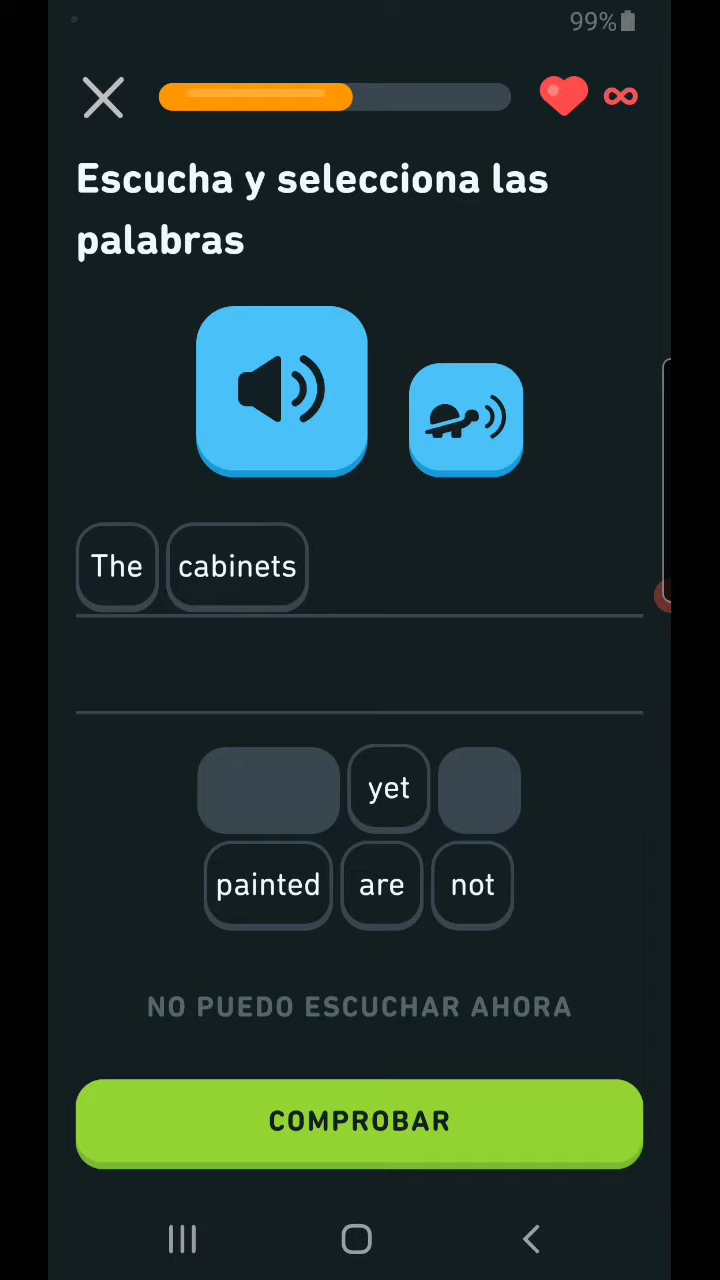 99%
Escucha y selecciona las
palabras
The cabinets
yet
painted are not
NO PUEDO ESCUCHAR AHORA
COMPROBAR